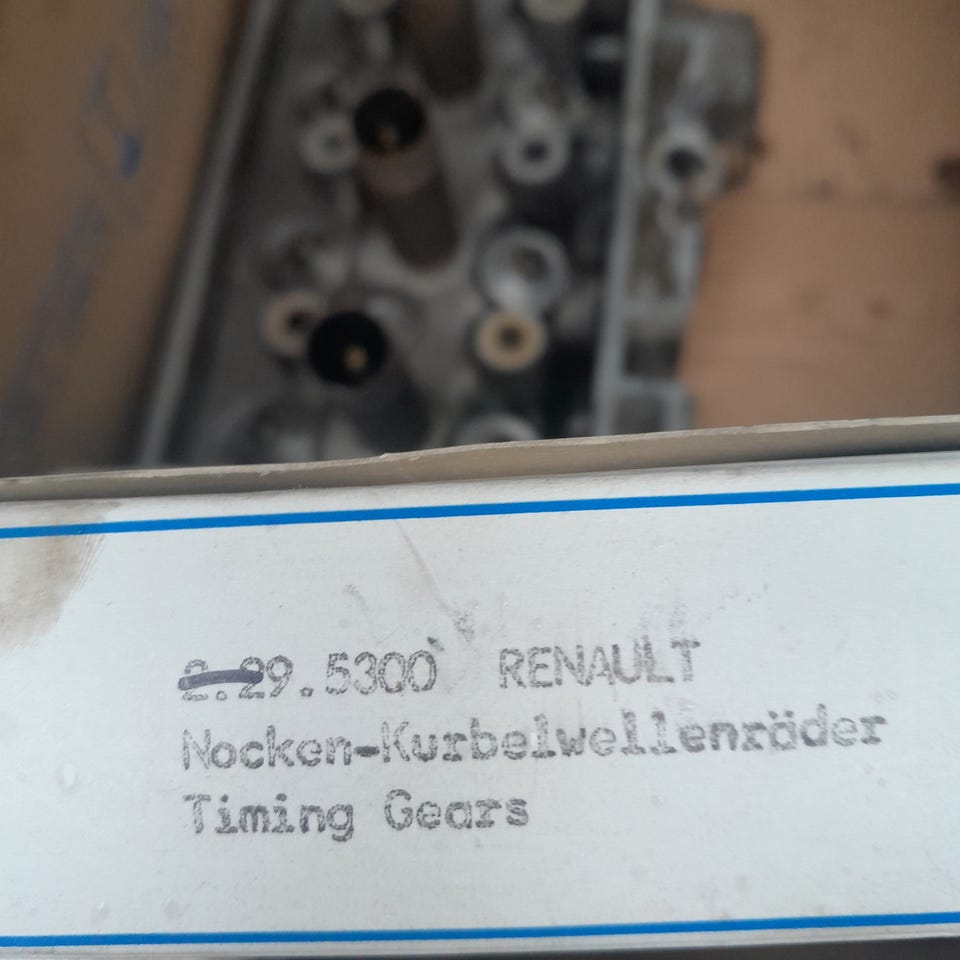 2.29.5300 RENAULT
Nocken-Kurbelwellenräder
Timing Gears